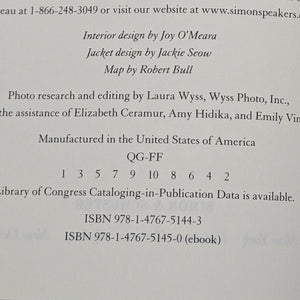 eau at 1-866-248-3049 or visit our website at www.simonspeakers.
Interior design by Joy O'Meara
Jacket design by Jackie Seow
Map by Robert Bull
Photo research and editing by Laura Wyss, Wyss Photo, Inc.,
the assistance of Elizabeth Ceramur, Amy Hidika, and Emily Vin
Manufactured in the United States of America
QG-FF
1 3 5 7 9 10 8 6 4 2
Library of Congress Cataloging-in-Publication Data is available.
ISBN 978-1-4767-5144-3
ISBN 978-1-4767-5145-0 (ebook)